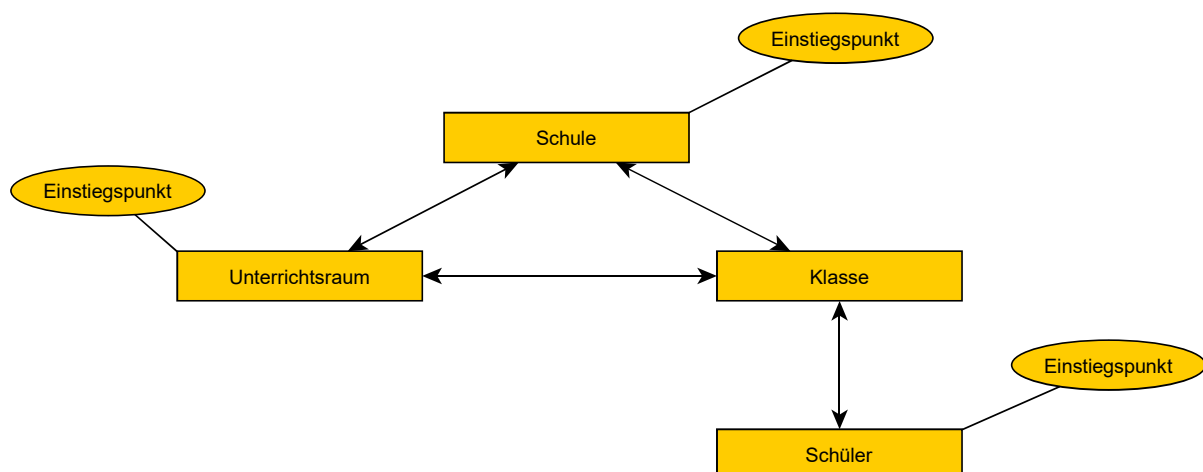 Einstiegspunkt
Schule
Einstiegspunkt
Unterrichtsraum
Klasse
Einstiegspunkt
Schüler